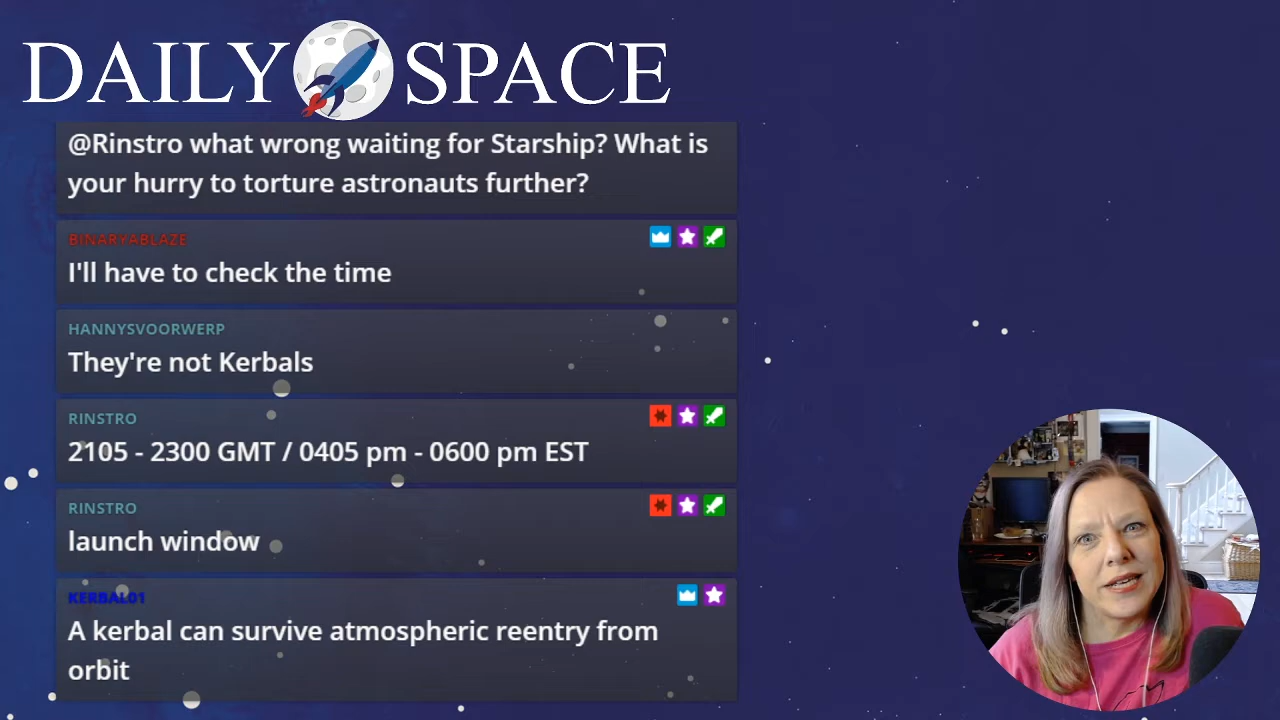 DAILY SPACE
@Rinstro what wrong waiting for Starship? What is
your hurry to torture astronauts further?
BINARYABLAZE
I'll have to check the time
HANNYSVOORWERP
They're not Kerbals
RINSTRO
2105 - 2300 GMT / 0405 pm - 0600 pm EST
RINSTRO
launch window
KERBAL01
A kerbal can survive atmospheric reentry from
orbit